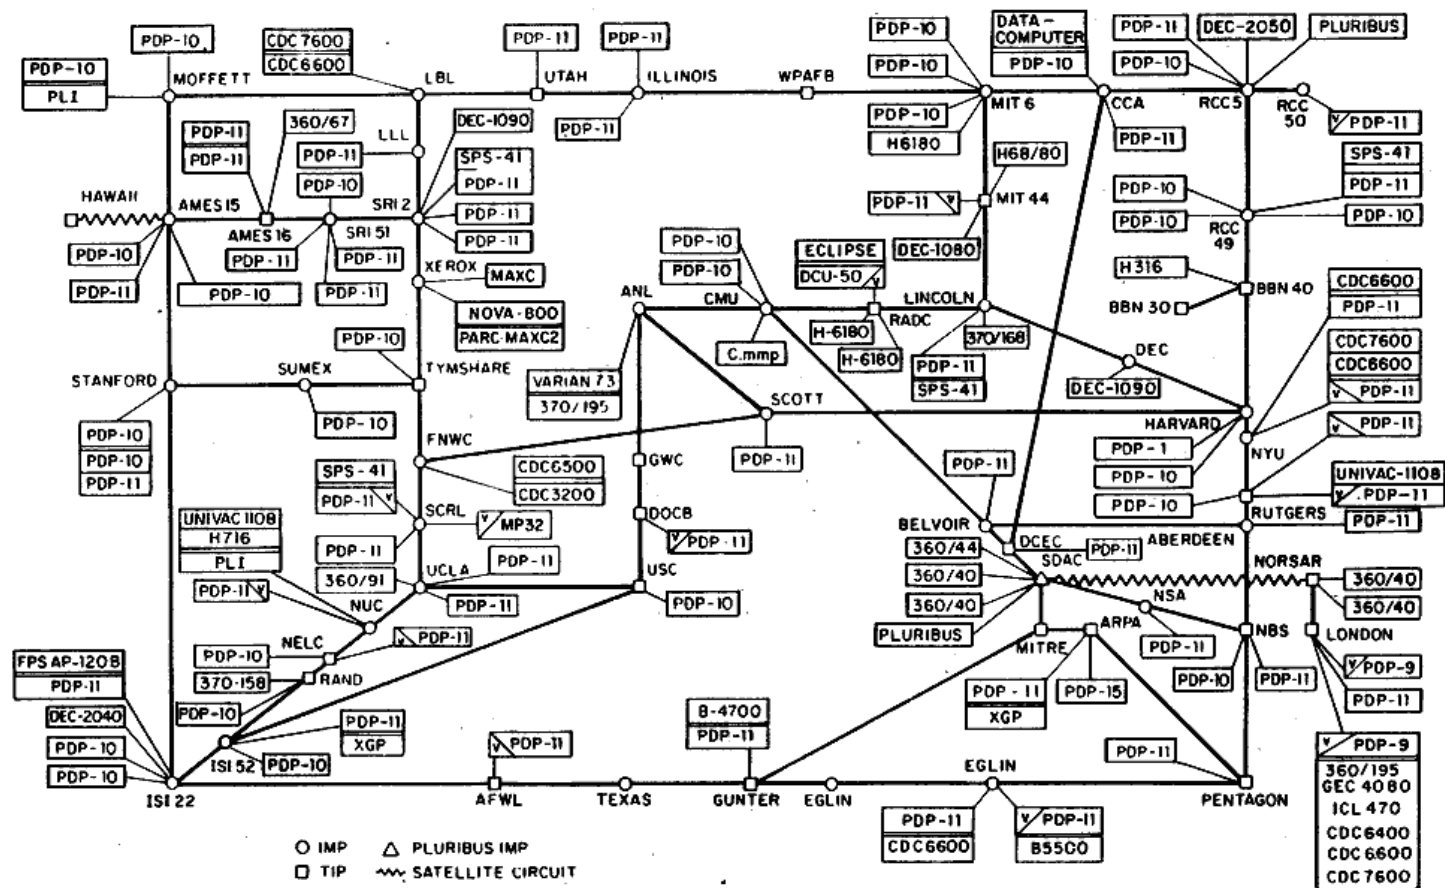 PDP-10
CDC 7600
CDC 6600
PDP-11
PDP-11
PDP-10
DATA-
COMPUTER
PDP-10
PDP-11
DEC-2050
PLURIBUS
PDP-10
PLI
MOFFETT
LBL
UTAH
ILLINOIS
WPAFB
PDP-10
PDP-10
H6180
MIT 6
CCA
PDP-10
RCC 5
RCC
50
PDP-11
PDP-11
PDP-11
V PDP-11
PDP-11
PDP-11
360/67
LLL
PDP-11
DEC-1090
SPS-41
PDP-11
PDP-11
PDP-11
H68/80
PDP-11 V
MIT 44
DEC-1080
SPS-41
PDP-11
PDP-10
PDP-10
PDP-10
RCC
49
HAWAII
AMES 15
AMES 16
PDP-10
SRI 51
SRI 2
PDP-10
PDP-11
PDP-10
PDP-11
PDP-11
PDP-11
XEROX
MAXC
NOVA-800
PARC-MAXC2
PDP-10
PDP-10
ECLIPSE
DCU-50 V
ANL
CMU
RADC
LINCOLN
H-6180
H-6180
C.mmp
370/168
PDP-11
SPS-41
H316
BBN 40
BBN 30
CDC6600
PDP-11
CDC7600
CDC6600
V PDP-11
V PDP-11
DEC
DEC-1090
PDP-10
STANFORD
SUMEX
TYMSHARE
PDP-10
PDP-10
PDP-10
PDP-11
VARIAN 73
370/195
SCOTT
PDP-11
HARVARD
NYU
PDP-1
PDP-10
PDP-10
FNWC
CDC6500
CDC3200
GWC
PDP-11
UNIVAC-1108
V PDP-11
PDP-11
RUTGERS
SPS-41
PDP-11 V
SCRL
V MP32
DOCB
V PDP-11
BELVOIR
ABERDEEN
UNIVAC 1108
H716
PLI
PDP-11
360/91
UCLA
PDP-11
PDP-11
USC
PDP-10
DCEC
PDP-11
SDAC
360/44
360/40
360/40
PLURIBUS
NORSAR
360/40
360/40
PDP-11 V
NUC
NSA
PDP-11
NBS
PDP-10
PDP-11
LONDON
V PDP-9
PDP-11
NELC
V PDP-11
PDP-10
370-158
RAND
PDP-10
MITRE
ARPA
PDP-11
XGP
PDP-15
FPS AP-120B
PDP-11
DEC-2040
PDP-10
PDP-10
PDP-11
XGP
ISI 52
PDP-10
V PDP-11
B-4700
PDP-11
PDP-11
V PDP-9
360/195
GEC 4080
ICL 470
CDC6400
CDC6600
CDC7600
ISI 22
AFWL
TEXAS
GUNTER
EGLIN
EGLIN
PENTAGON
PDP-11
CDC6600
V PDP-11
B5500
IMP
PLURIBUS IMP
TIP
SATELLITE CIRCUIT